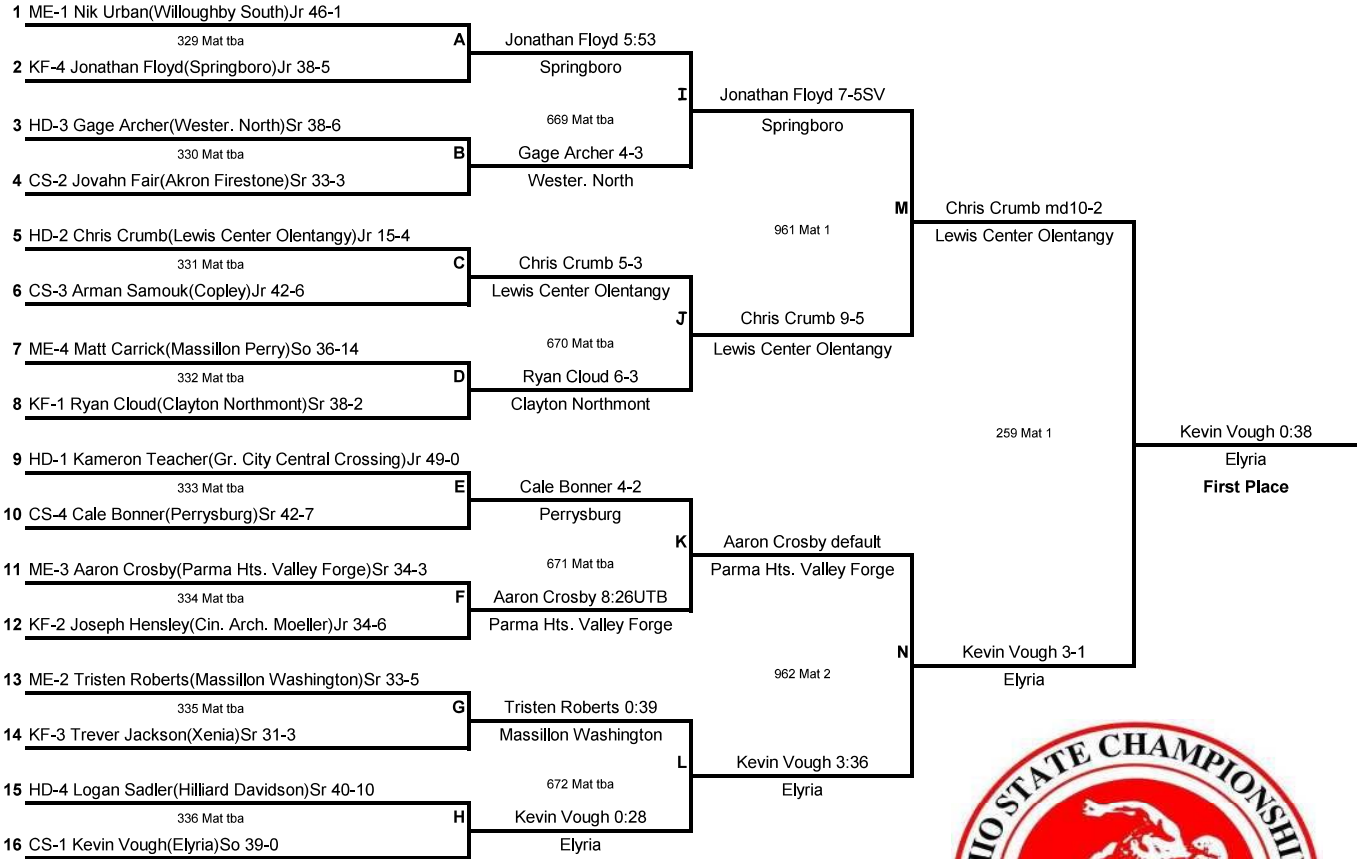 1 ME-1 Nik Urban(Willoughby South)Jr 46-1
329 Mat tba
A
2 KF-4 Jonathan Floyd(Springboro)Jr 38-5
3 HD-3 Gage Archer(Wester. North)Sr 38-6
330 Mat tba
B
4 CS-2 Jovahn Fair(Akron Firestone)Sr 33-3
5 HD-2 Chris Crumb(Lewis Center Olentangy)Jr 15-4
331 Mat tba
C
6 CS-3 Arman Samouk(Copley)Jr 42-6
7 ME-4 Matt Carrick(Massillon Perry)So 36-14
332 Mat tba
D
8 KF-1 Ryan Cloud(Clayton Northmont)Sr 38-2
9 HD-1 Kameron Teacher(Gr. City Central Crossing)Jr 49-0
333 Mat tba
E
10 CS-4 Cale Bonner(Perrysburg)Sr 42-7
11 ME-3 Aaron Crosby(Parma Hts. Valley Forge)Sr 34-3
334 Mat tba
F
12 KF-2 Joseph Hensley(Cin. Arch. Moeller)Jr 34-6
13 ME-2 Tristen Roberts(Massillon Washington)Sr 33-5
335 Mat tba
G
14 KF-3 Trever Jackson(Xenia)Sr 31-3
15 HD-4 Logan Sadler(Hilliard Davidson)Sr 40-10
336 Mat tba
H
16 CS-1 Kevin Vough(Elyria)So 39-0
Jonathan Floyd 5:53
Springboro
I
669 Mat tba
Gage Archer 4-3
Wester. North
Chris Crumb 5-3
Lewis Center Olentangy
J
670 Mat tba
Ryan Cloud 6-3
Clayton Northmont
Cale Bonner 4-2
Perrysburg
K
671 Mat tba
Aaron Crosby 8:26UTB
Parma Hts. Valley Forge
Tristen Roberts 0:39
Massillon Washington
L
672 Mat tba
Kevin Vough 0:28
Elyria
Jonathan Floyd 7-5SV
Springboro
M
961 Mat 1
Chris Crumb 9-5
Lewis Center Olentangy
Aaron Crosby default
Parma Hts. Valley Forge
N
962 Mat 2
Kevin Vough 3:36
Elyria
Chris Crumb md10-2
Lewis Center Olentangy
259 Mat 1
Kevin Vough 3-1
Elyria
Kevin Vough 0:38
Elyria
First Place
STATE